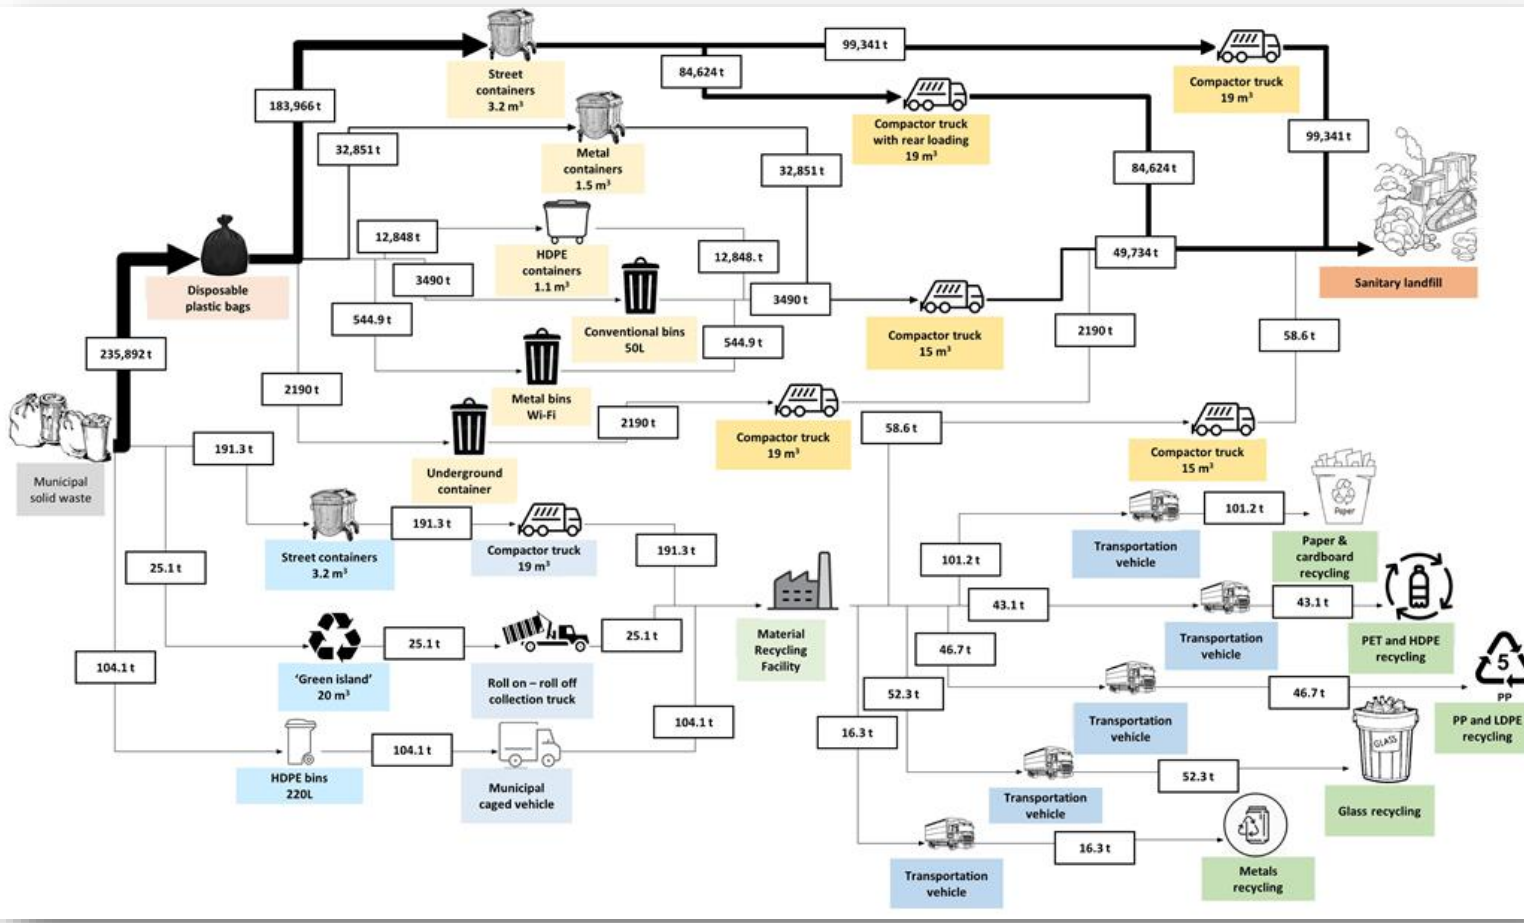 99,341 t
84,624 t
Street
containers
3.2 m³
Compactor truck
19 m³
183,966 t
Compactor truck
with rear loading
19 m³
99,341 t
32,851 t
Metal
containers
1.5 m³
32,851 t
84,624 t
12,848 t
HDPE
containers
1.1 m³
12,848. t
49,734 t
3490 t
Disposable
plastic bags
Sanitary landfill
3490 t
544.9 t
Conventional bins
50L
544.9 t
Compactor truck
15 m³
2190 t
58.6 t
235,892 t
2190 t
Metal bins
Wi-Fi
2190 t
58.6 t
Compactor truck
19 m³
Compactor truck
15 m³
191.3 t
Underground
container
Municipal
solid waste
Paper
101.2 t
191.3 t
Street containers
3.2 m³
Compactor truck
19 m³
191.3 t
Transportation
vehicle
Paper &
cardboard
recycling
101.2 t
25.1 t
43.1 t
43.1 t
25.1 t
25.1 t
Material
Recycling
Facility
46.7 t
Transportation
vehicle
PET and HDPE
recycling
104.1 t
'Green island'
20 m³
Roll on – roll off
collection truck
52.3 t
46.7 t
5
PP
104.1 t
16.3 t
Transportation
vehicle
PP and LDPE
recycling
104.1 t
GLASS
52.3 t
HDPE bins
220L
Municipal
caged vehicle
Transportation
vehicle
Glass recycling
16.3 t
Transportation
vehicle
Metals
recycling